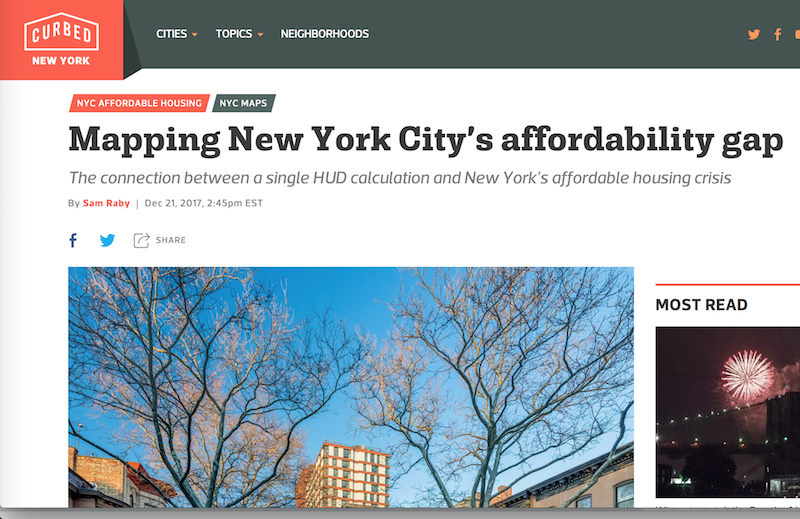 CURBED
NEW YORK
CITIES
TOPICS
NEIGHBORHOODS
NYC AFFORDABLE HOUSING
NYC MAPS
Mapping New York City's affordability gap
The connection between a single HUD calculation and New York's affordable housing crisis
By Sam Raby | Dec 21, 2017, 2:45pm EST
SHARE
MOST READ